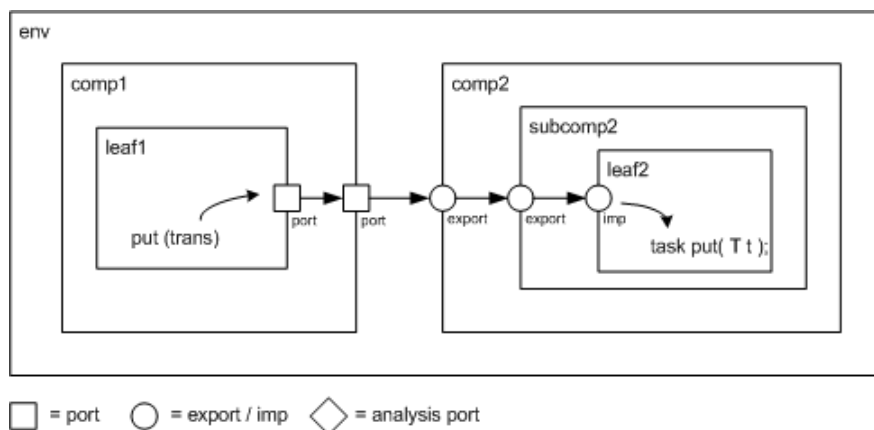 env
comp1
comp2
subcomp2
leaf1
leaf2
port
port
export
export
imp
put (trans)
task put( T t );
= port
= export / imp
= analysis port